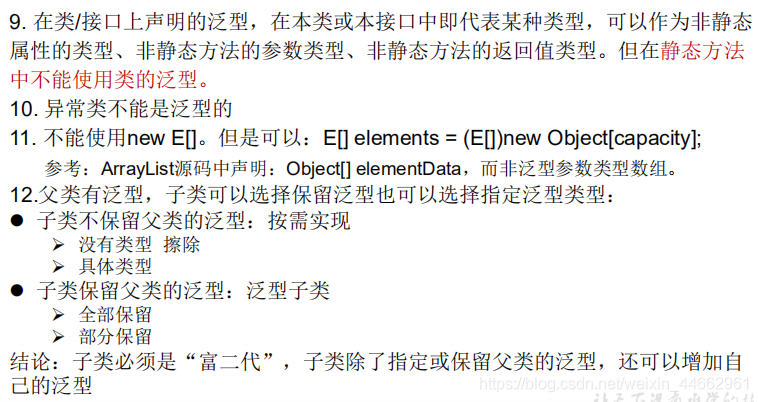 9. 在类/接口上声明的泛型，在本类或本接口中即代表某种类型，可以作为非静态
属性的类型、非静态方法的参数类型、非静态方法的返回值类型。但在静态方法
中不能使用类的泛型。
10. 异常类不能是泛型的
11. 不能使用new E[]。但是可以：E[] elements = (E[])new Object[capacity];
参考：ArrayList源码中声明：Object[] elementData，而非泛型参数类型数组。
12.父类有泛型，子类可以选择保留泛型也可以选择指定泛型类型：
● 子类不保留父类的泛型：按需实现
➢ 没有类型 擦除
➢ 具体类型
● 子类保留父类的泛型：泛型子类
➢ 全部保留
➢ 部分保留
结论：子类必须是“富二代”，子类除了指定或保留父类的泛型，还可以增加自
己的泛型
https://blog.csdn.net/weixin_44662961